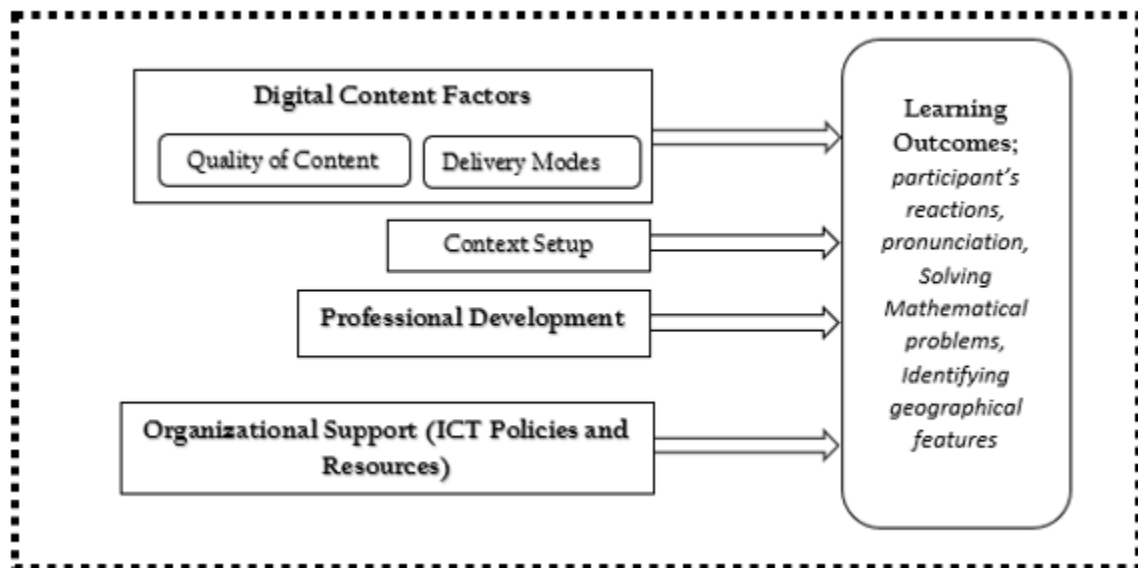 Digital Content Factors
Quality of Content
Delivery Modes
Context Setup
Professional Development
Organizational Support (ICT Policies and
Resources)
Learning
Outcomes;
participant's
reactions,
pronunciation,
Solving
Mathematical
problems,
Identifying
geographical
features